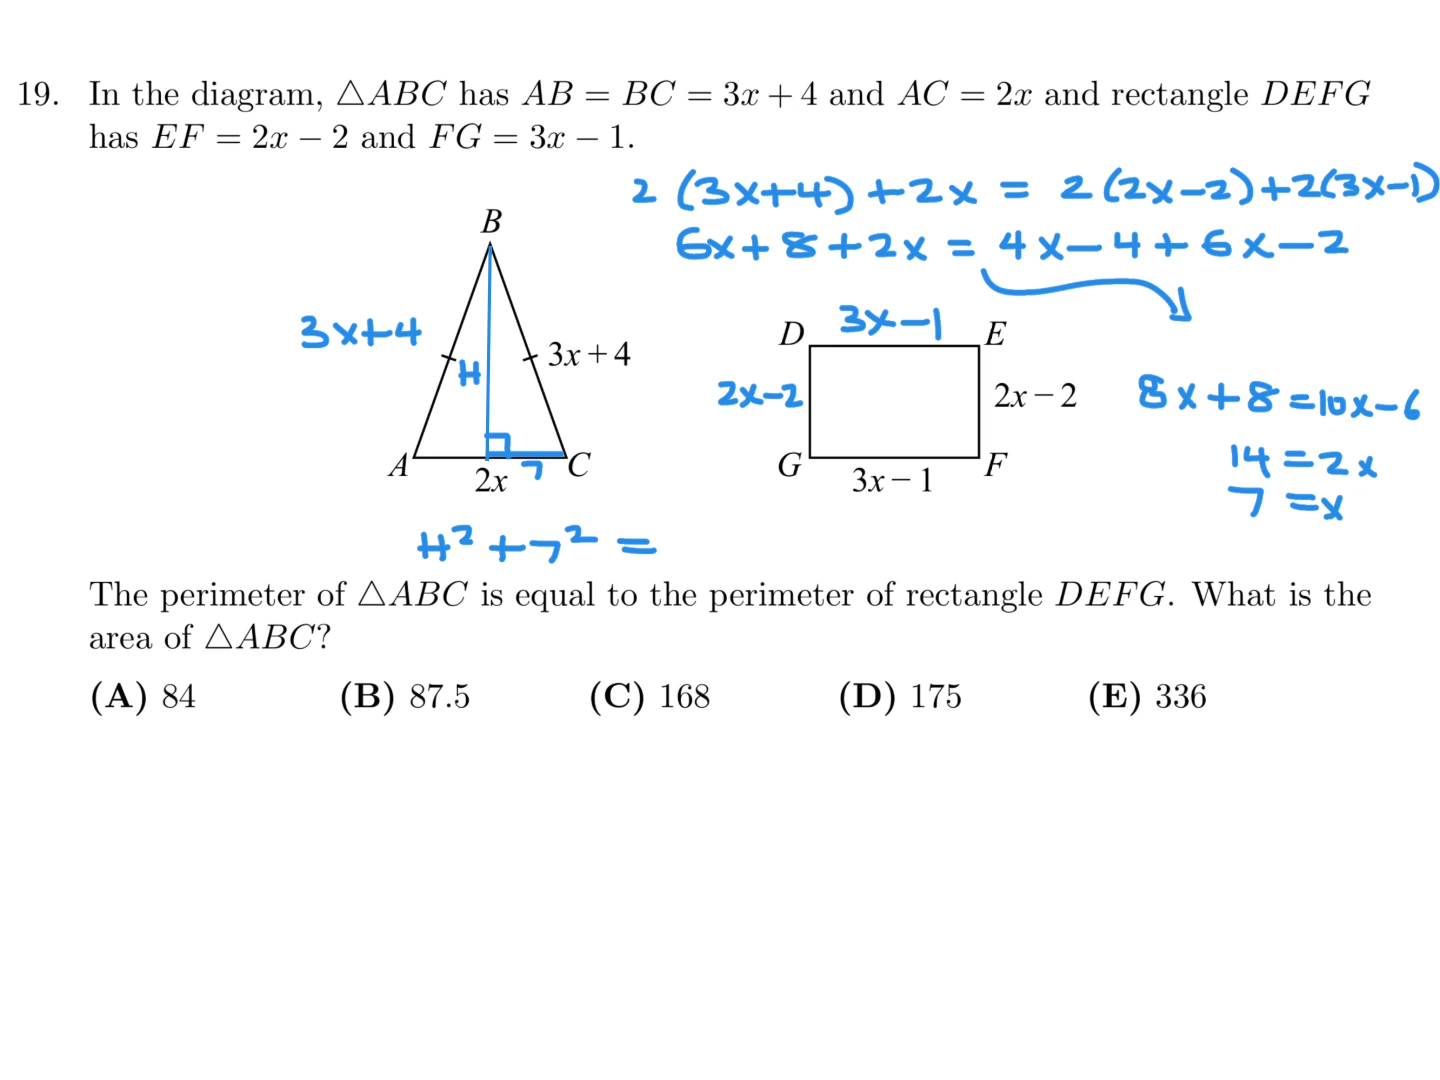 19. In the diagram, △ABC has AB = BC = 3x + 4 and AC = 2x and rectangle DEFG
has EF = 2x − 2 and FG = 3x − 1.
2 (3x+4) + 2x = 2(2x−2)+2(3x−1)
6x + 8 + 2x = 4x − 4 + 6x − 2
B
3x+4
H
3x + 4
A
2x
7
C
D
3x−1
E
2x−2
2x − 2
G
3x − 1
F
8x + 8 = 10x − 6
14 = 2x
7 = x
H² + 7² =
The perimeter of △ABC is equal to the perimeter of rectangle DEFG. What is the
area of △ABC?
(A) 84 (B) 87.5 (C) 168 (D) 175 (E) 336